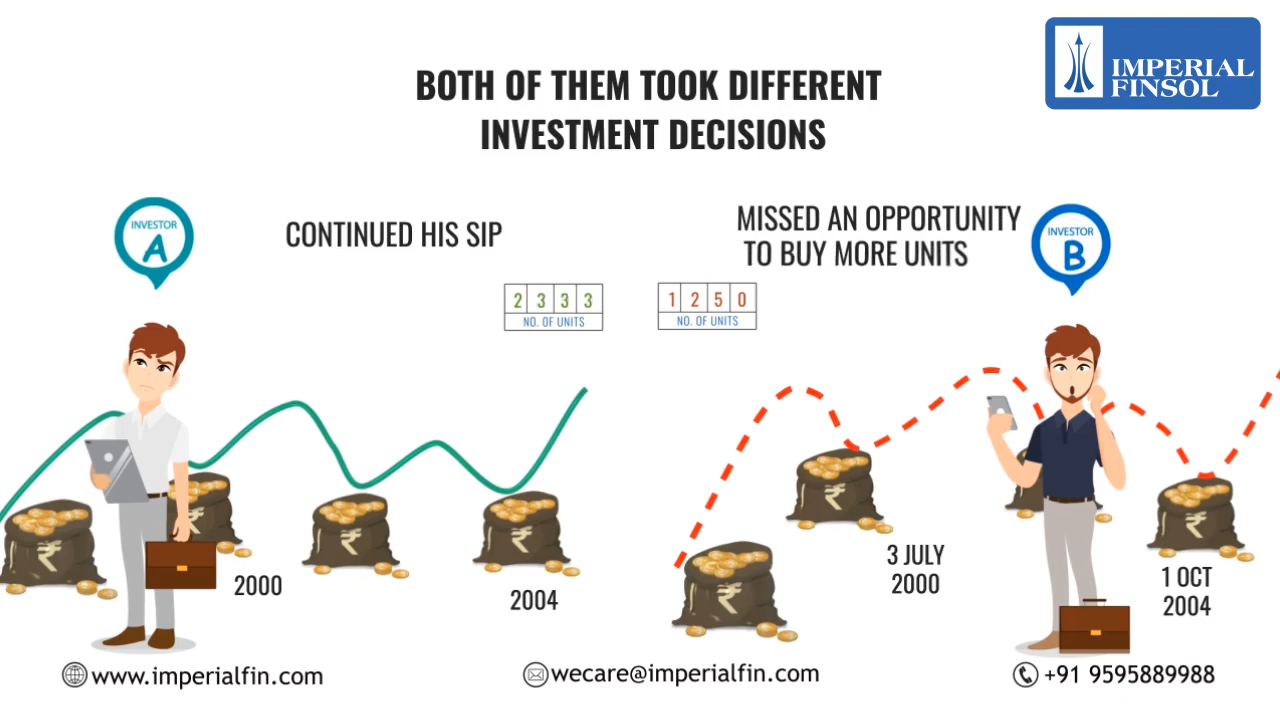 IMPERIAL
FINSOL
BOTH OF THEM TOOK DIFFERENT
INVESTMENT DECISIONS
INVESTOR
A
CONTINUED HIS SIP
MISSED AN OPPORTUNITY
TO BUY MORE UNITS
INVESTOR
B
2333
NO. OF UNITS
1250
NO. OF UNITS
₹
₹
₹
₹
₹
₹
₹
2000
2004
3 JULY
2000
1 OCT
2004
www.imperialfin.com
wecare@imperialfin.com
+91 9595889988